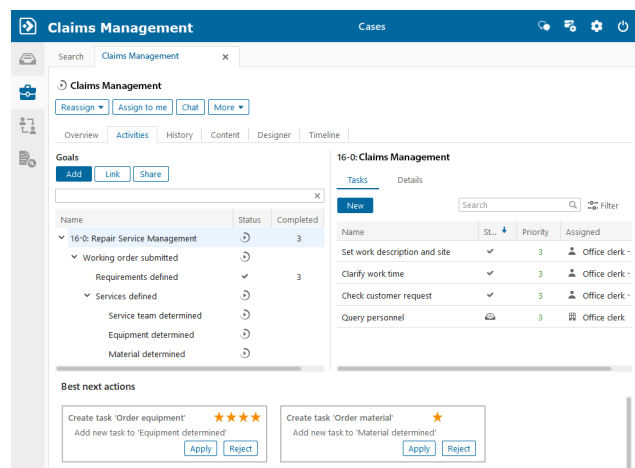 Claims Management Cases
Search Claims Management ×
Claims Management
Reassign Assign to me Chat More
Overview Activities History Content Designer Timeline
Goals
Add Link Share
×
Name Status Completed
16-0: Repair Service Management 3
Working order submitted
Requirements defined 3
Services defined
Service team determined
Equipment determined
Material determined
16-0: Claims Management
Tasks Details
New Search Filter
Name St... Priority Assigned
Set work description and site 3 Office clerk -
Clarify work time 3 Office clerk -
Check customer request 3 Office clerk -
Query personnel 3 Office clerk
Best next actions
Create task 'Order equipment'
Add new task to 'Equipment determined'
Apply Reject
Create task 'Order material'
Add new task to 'Material determined'
Apply Reject